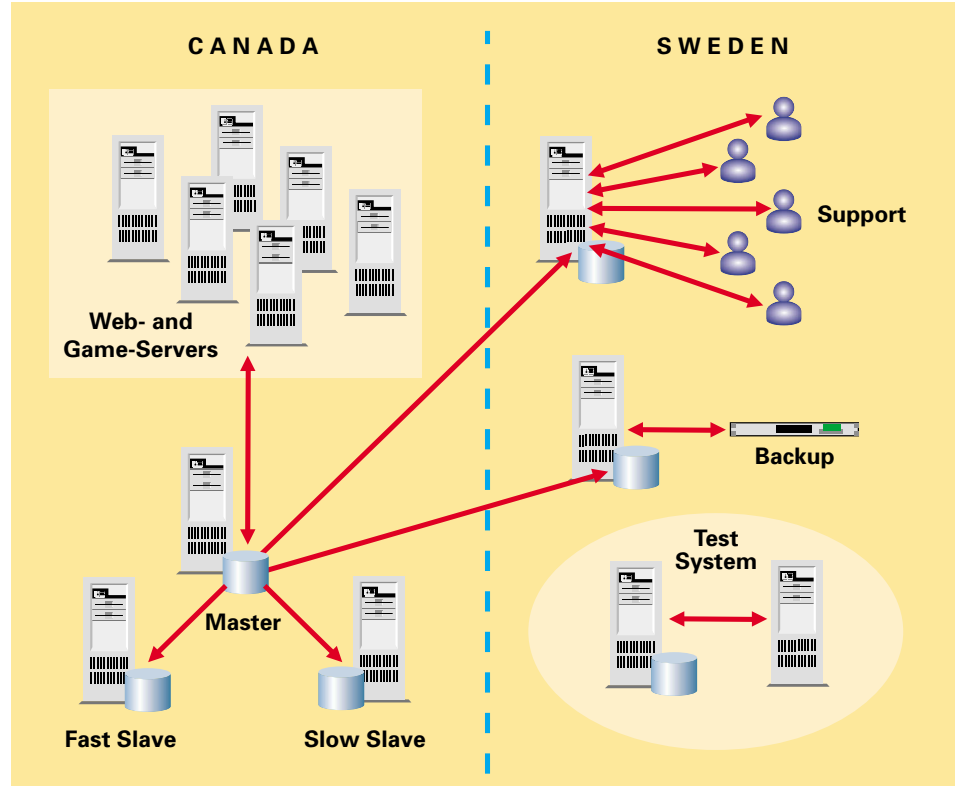 CANADA
SWEDEN
Support
Web- and
Game-Servers
Backup
Test
System
Master
Fast Slave
Slow Slave